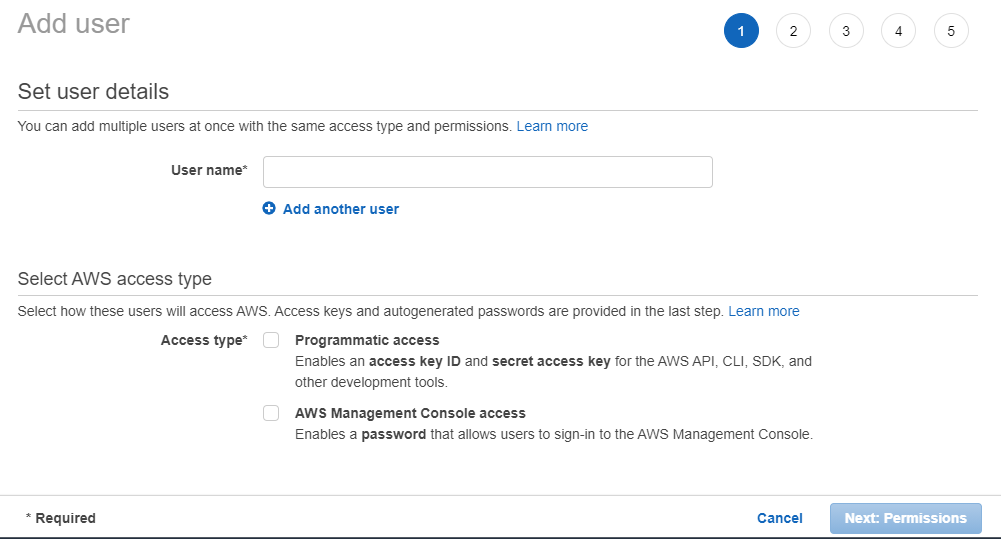 Add user
1 2 3 4 5
Set user details
You can add multiple users at once with the same access type and permissions. Learn more
User name*
Add another user
Select AWS access type
Select how these users will access AWS. Access keys and autogenerated passwords are provided in the last step. Learn more
Access type* Programmatic access
Enables an access key ID and secret access key for the AWS API, CLI, SDK, and
other development tools.
AWS Management Console access
Enables a password that allows users to sign-in to the AWS Management Console.
* Required Cancel Next: Permissions